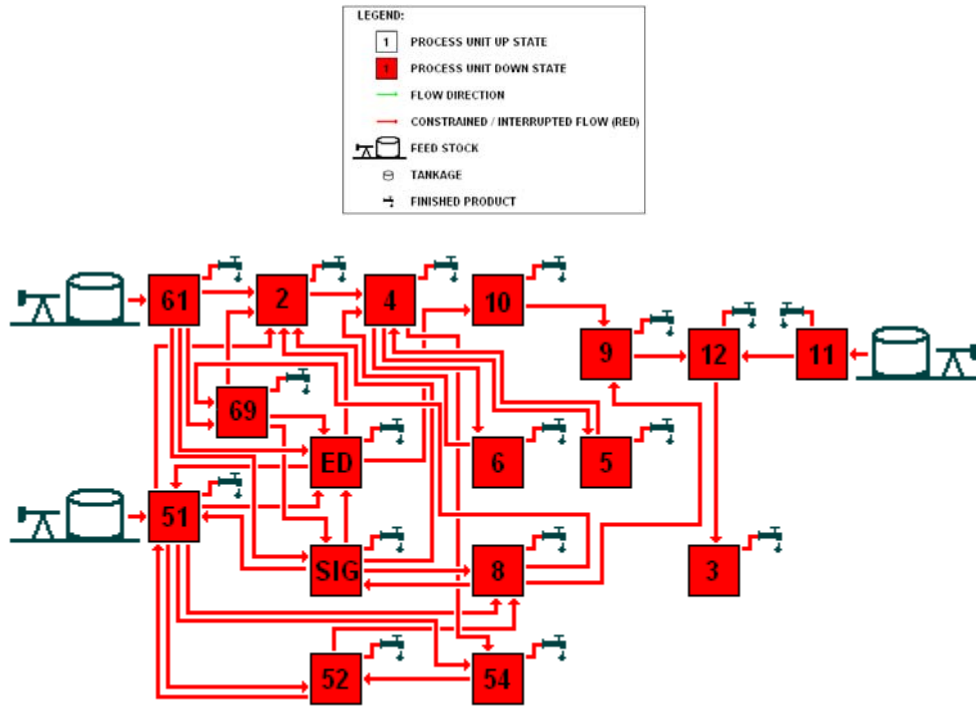 LEGEND:
1 PROCESS UNIT UP STATE
1 PROCESS UNIT DOWN STATE
FLOW DIRECTION
CONSTRAINED / INTERRUPTED FLOW (RED)
FEED STOCK
TANKAGE
FINISHED PRODUCT
61 2 4 10
9 12 11
69
ED 6 5
51
SIG 8 3
52 54